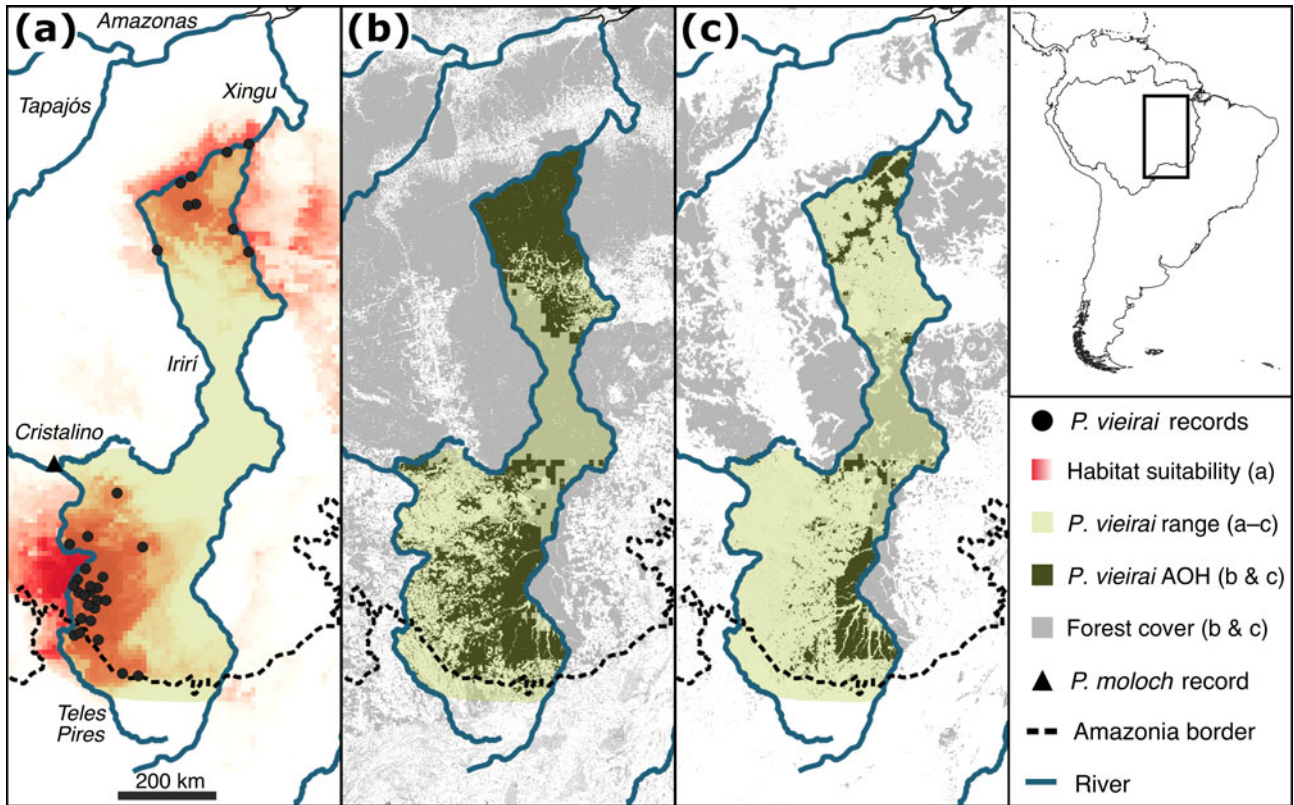 (a)
Amazonas
Tapajós
Xingu
Irirí
Cristalino
Teles
Pires
200 km
(b)
(c)
P. vieirai records
Habitat suitability (a)
P. vieirai range (a–c)
P. vieirai AOH (b & c)
Forest cover (b & c)
P. moloch record
Amazonia border
River